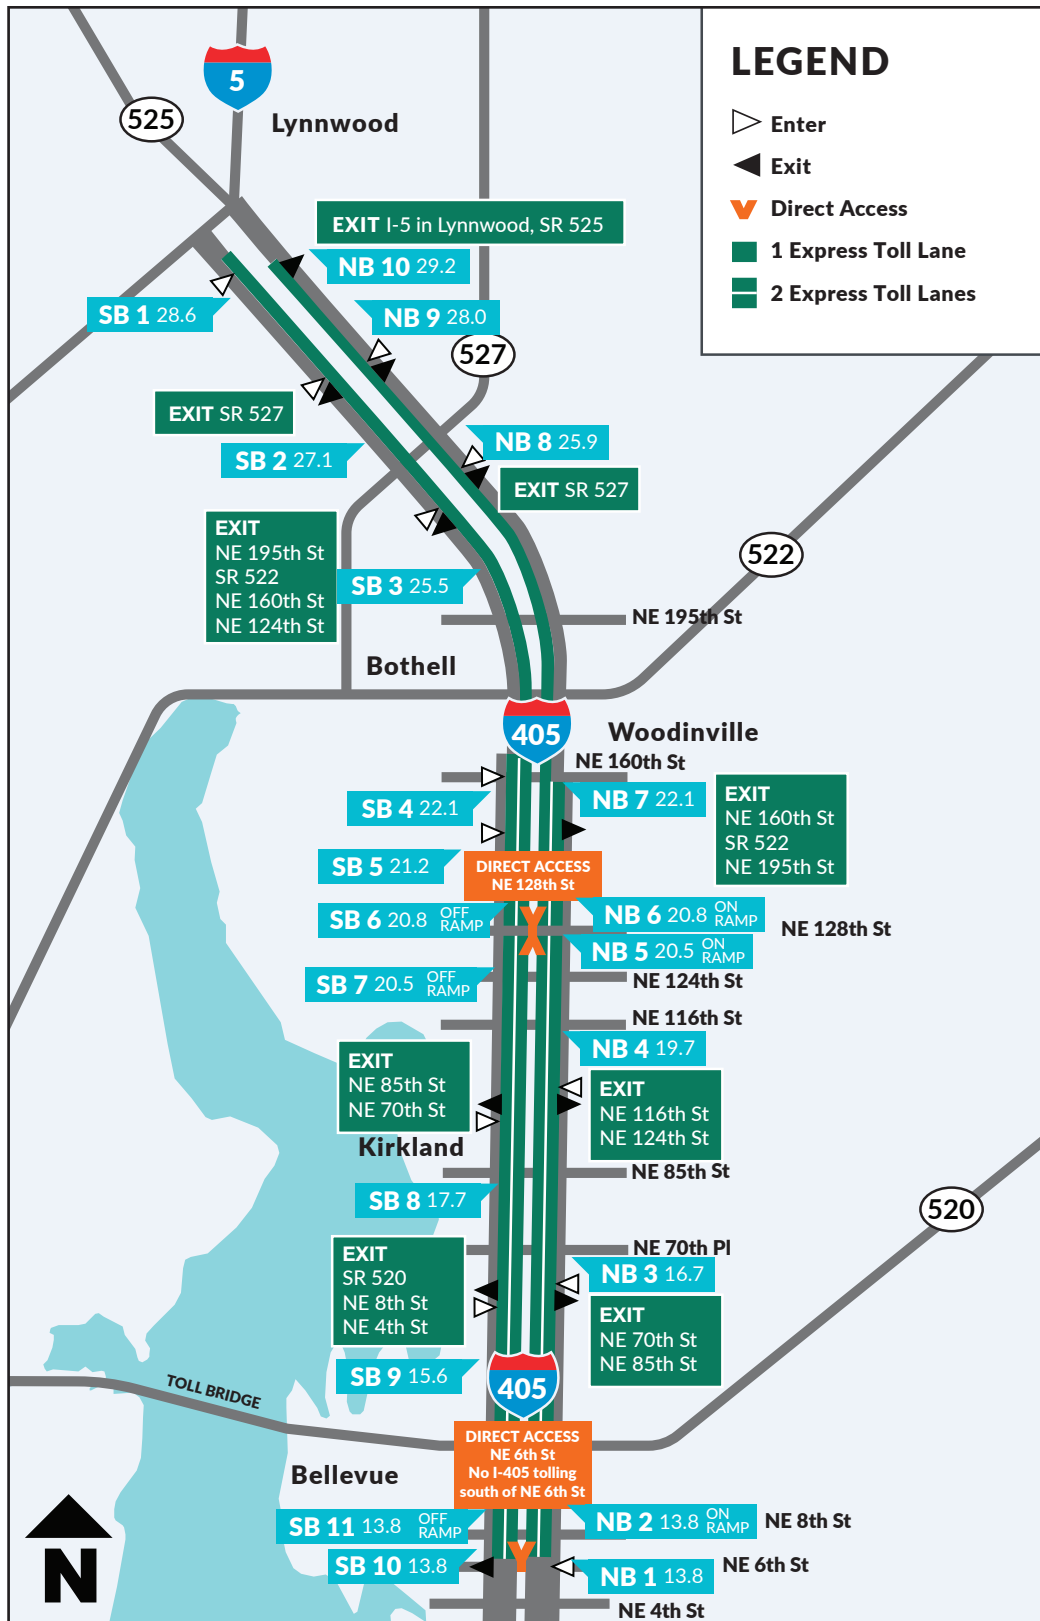 LEGEND
Enter
Exit
Direct Access
1 Express Toll Lane
2 Express Toll Lanes
5
525
Lynnwood
EXIT I-5 in Lynnwood, SR 525
NB 10 29.2
SB 1 28.6
NB 9 28.0
527
EXIT SR 527
SB 2 27.1
NB 8 25.9
EXIT SR 527
EXIT
NE 195th St
SR 522
NE 160th St
NE 124th St
SB 3 25.5
522
NE 195th St
Bothell
405
Woodinville
NE 160th St
SB 4 22.1
NB 7 22.1
EXIT
NE 160th St
SR 522
NE 195th St
SB 5 21.2
DIRECT ACCESS
NE 128th St
SB 6 20.8 OFF RAMP
NB 6 20.8 ON RAMP
NE 128th St
NB 5 20.5 ON RAMP
SB 7 20.5 OFF RAMP
NE 124th St
NE 116th St
NB 4 19.7
EXIT
NE 85th St
NE 70th St
EXIT
NE 116th St
NE 124th St
Kirkland
NE 85th St
SB 8 17.7
520
NE 70th Pl
EXIT
SR 520
NE 8th St
NE 4th St
NB 3 16.7
EXIT
NE 70th St
NE 85th St
SB 9 15.6
405
TOLL BRIDGE
DIRECT ACCESS
NE 6th St
No I-405 tolling
south of NE 6th St
Bellevue
SB 11 13.8 OFF RAMP
NB 2 13.8 ON RAMP
NE 8th St
SB 10 13.8
NB 1 13.8
NE 6th St
NE 4th St
N